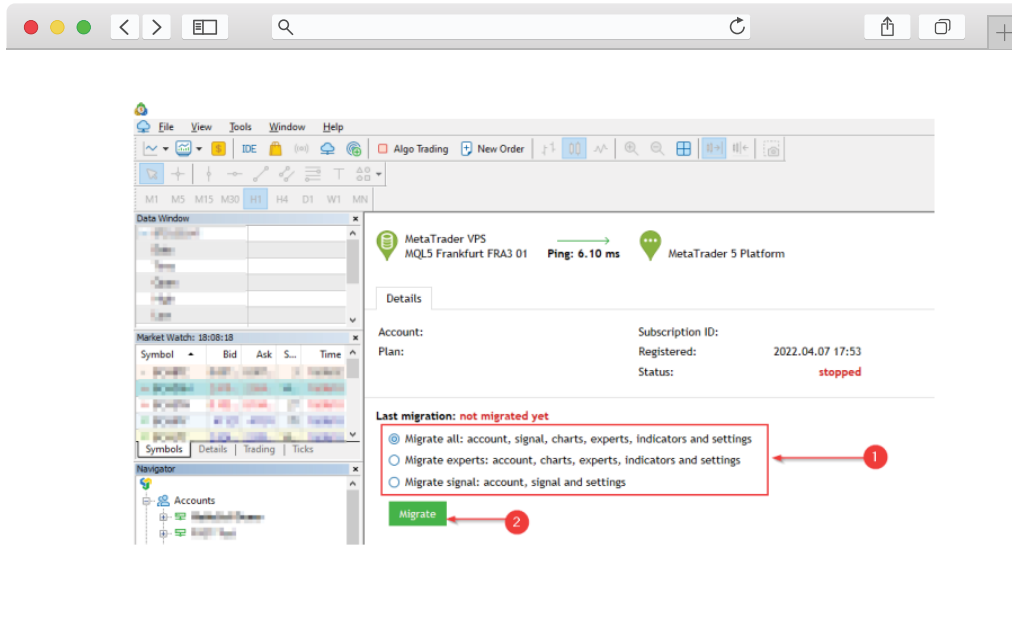 File View Tools Window Help
IDE Algo Trading New Order
M1 M5 M15 M30 H1 H4 D1 W1 MN
Data Window
MetaTrader VPS
MQL5 Frankfurt FRA3 01 Ping: 6.10 ms MetaTrader 5 Platform
Details
Market Watch: 18:08:18
Symbol Bid Ask S... Time
Account: Subscription ID:
Plan: Registered: 2022.04.07 17:53
Status: stopped
Last migration: not migrated yet
Migrate all: account, signal, charts, experts, indicators and settings
Migrate experts: account, charts, experts, indicators and settings
1
Migrate signal: account, signal and settings
Migrate
2
Symbols Details Trading Ticks
Navigator
Accounts